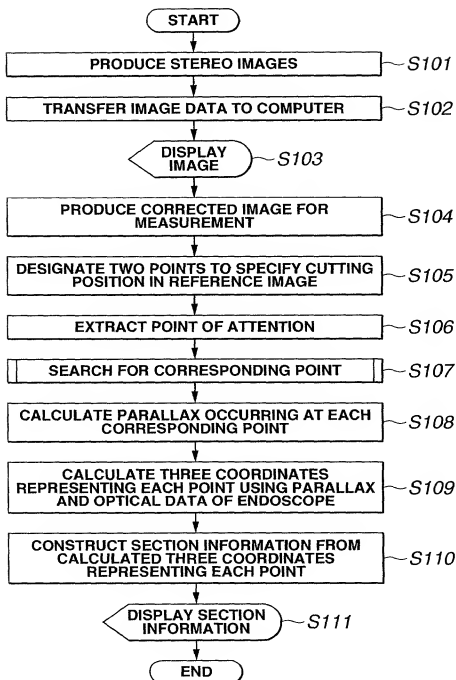 START
PRODUCE STEREO IMAGES S101
TRANSFER IMAGE DATA TO COMPUTER S102
DISPLAY
IMAGE S103
PRODUCE CORRECTED IMAGE FOR
MEASUREMENT S104
DESIGNATE TWO POINTS TO SPECIFY CUTTING
POSITION IN REFERENCE IMAGE S105
EXTRACT POINT OF ATTENTION S106
SEARCH FOR CORRESPONDING POINT S107
CALCULATE PARALLAX OCCURRING AT EACH
CORRESPONDING POINT S108
CALCULATE THREE COORDINATES
REPRESENTING EACH POINT USING PARALLAX
AND OPTICAL DATA OF ENDOSCOPE S109
CONSTRUCT SECTION INFORMATION FROM
CALCULATED THREE COORDINATES
REPRESENTING EACH POINT S110
DISPLAY SECTION
INFORMATION S111
END